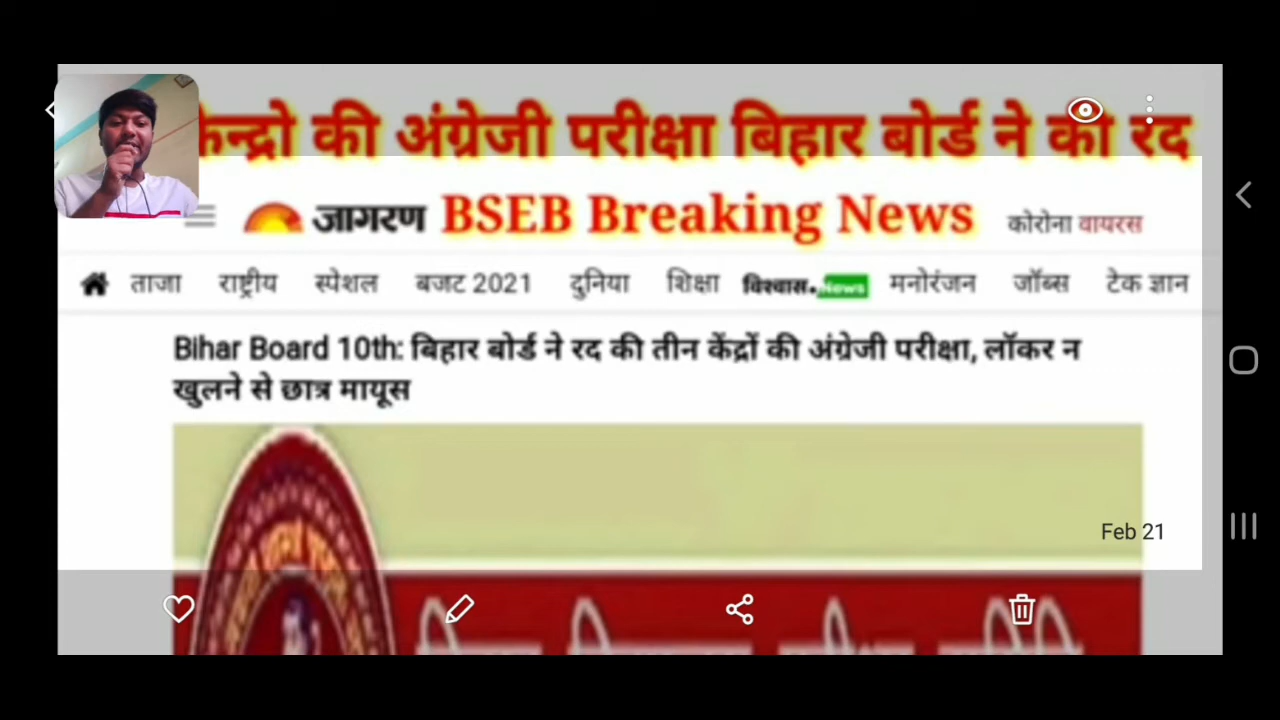 केन्द्रो की अंग्रेजी परीक्षा बिहार बोर्ड ने की रद
जागरण BSEB Breaking News कोरोना वायरस
ताजा राष्ट्रीय स्पेशल बजट 2021 दुनिया शिक्षा विश्वास.News मनोरंजन जॉब्स टेक ज्ञान
Bihar Board 10th: बिहार बोर्ड ने रद की तीन केंद्रों की अंग्रेजी परीक्षा, लॉकर न
खुलने से छात्र मायूस
Feb 21